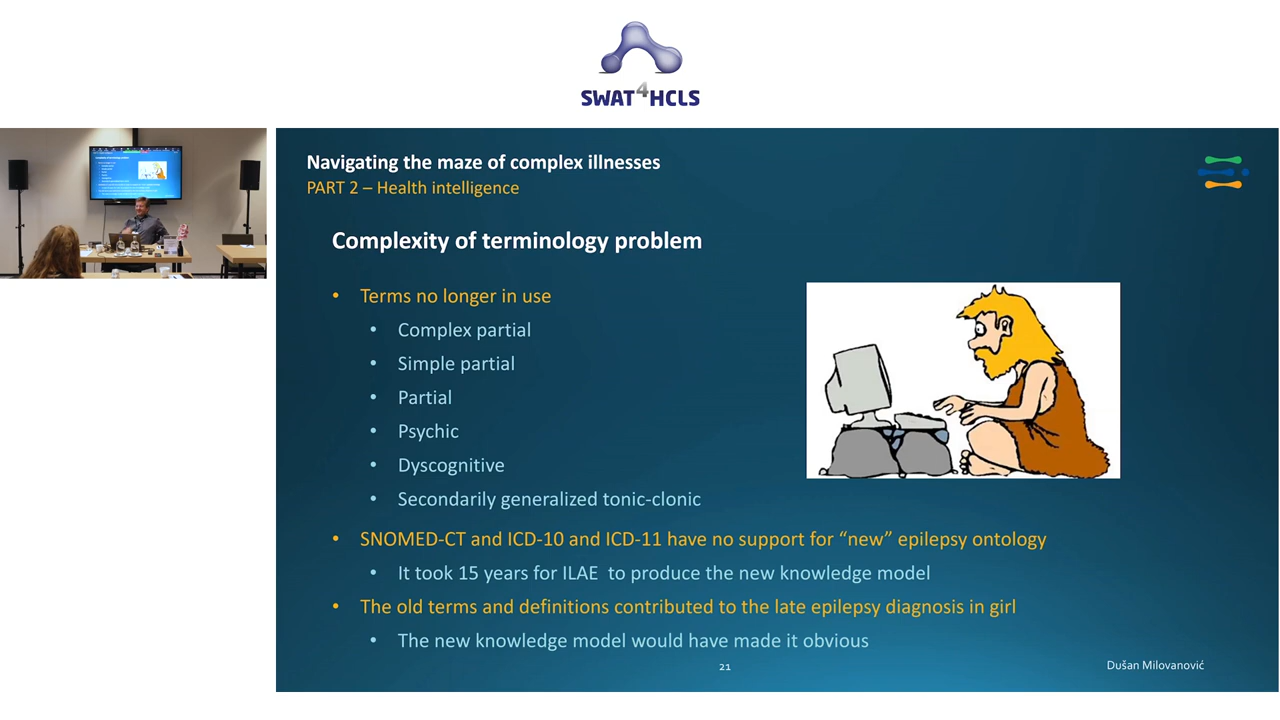 SWAT4HCLS
Navigating the maze of complex illnesses
PART 2 – Health intelligence
Complexity of terminology problem
• Terms no longer in use
• Complex partial
• Simple partial
• Partial
• Psychic
• Dyscognitive
• Secondarily generalized tonic-clonic
• SNOMED-CT and ICD-10 and ICD-11 have no support for “new” epilepsy ontology
• It took 15 years for ILAE  to produce the new knowledge model
• The old terms and definitions contributed to the late epilepsy diagnosis in girl
• The new knowledge model would have made it obvious
21
Dušan Milovanović